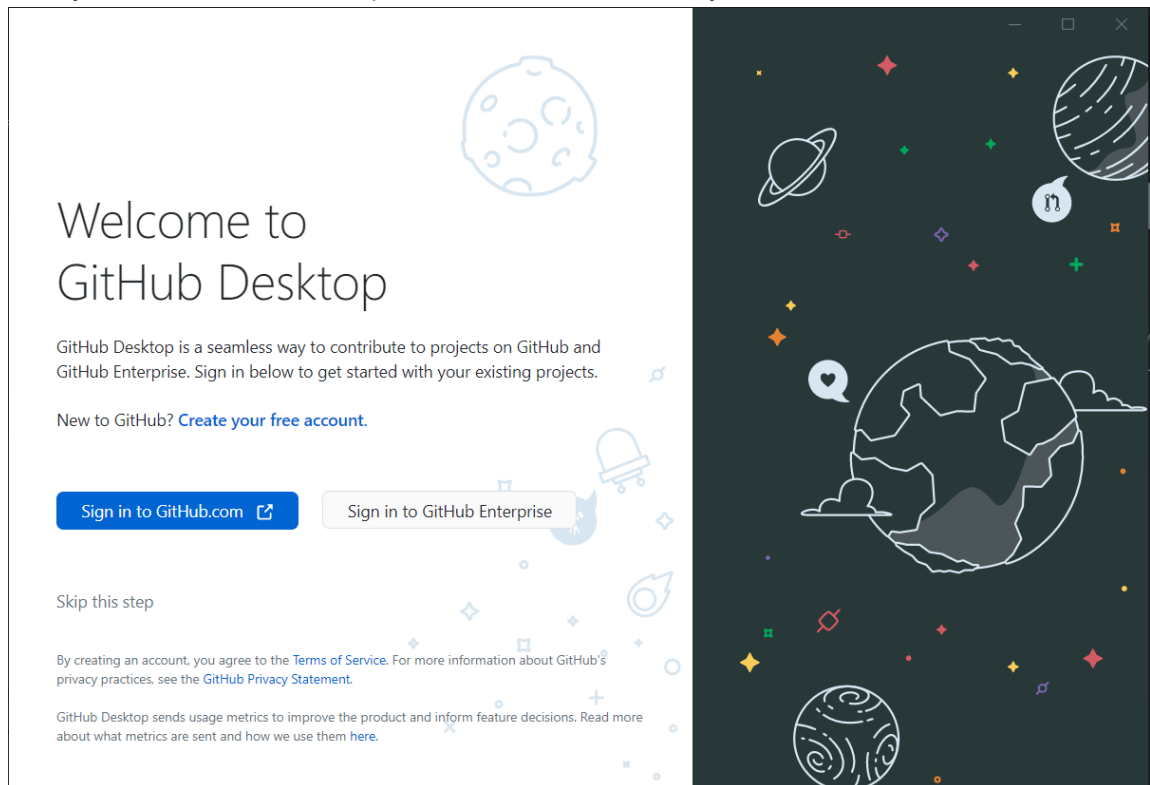 Welcome to
GitHub Desktop
GitHub Desktop is a seamless way to contribute to projects on GitHub and
GitHub Enterprise. Sign in below to get started with your existing projects.
New to GitHub? Create your free account.
Sign in to GitHub.com
Sign in to GitHub Enterprise
Skip this step
By creating an account, you agree to the Terms of Service. For more information about GitHub's
privacy practices, see the GitHub Privacy Statement.
GitHub Desktop sends usage metrics to improve the product and inform feature decisions. Read more
about what metrics are sent and how we use them here.